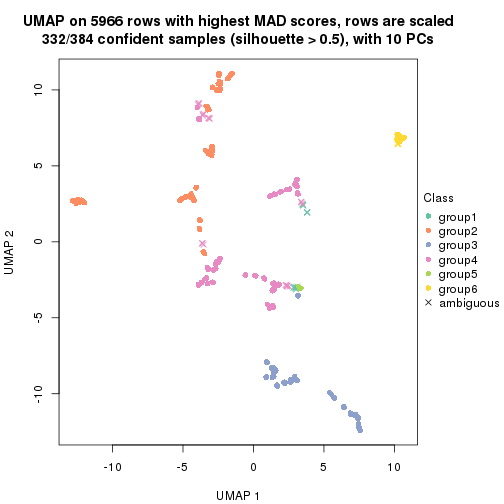 UMAP on 5966 rows with highest MAD scores, rows are scaled
332/384 confident samples (silhouette > 0.5), with 10 PCs
10
5
0
-5
-10
UMAP 2
-10
-5
0
5
10
UMAP 1
Class
group1
group2
group3
group4
group5
group6
ambiguous